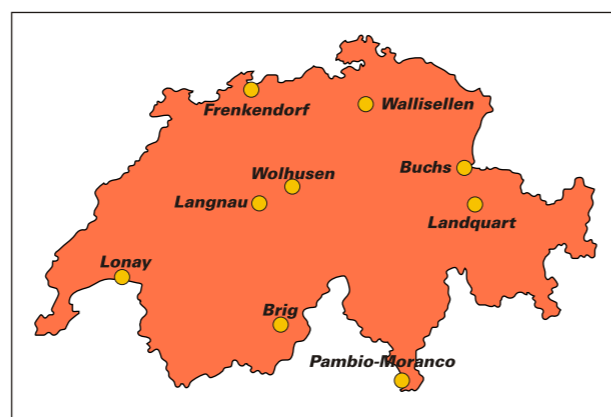 Frenkendorf
Wallisellen
Wolhusen
Buchs
Langnau
Landquart
Lonay
Brig
Pambio-Moranco